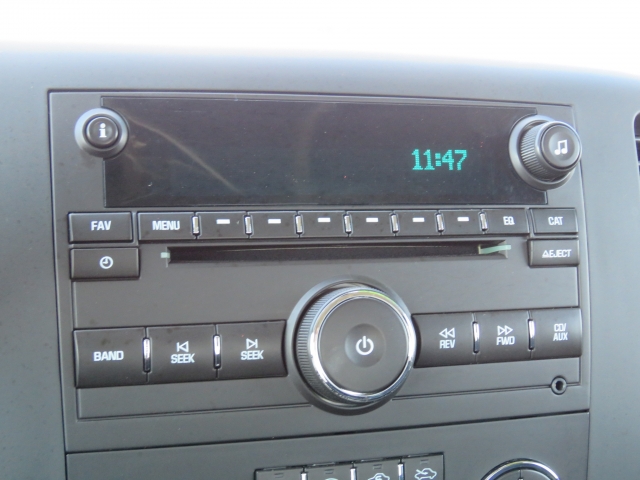 i
11:47
FAV MENU EQ CAT
EJECT
BAND SEEK SEEK REV FWD CD/
AUX